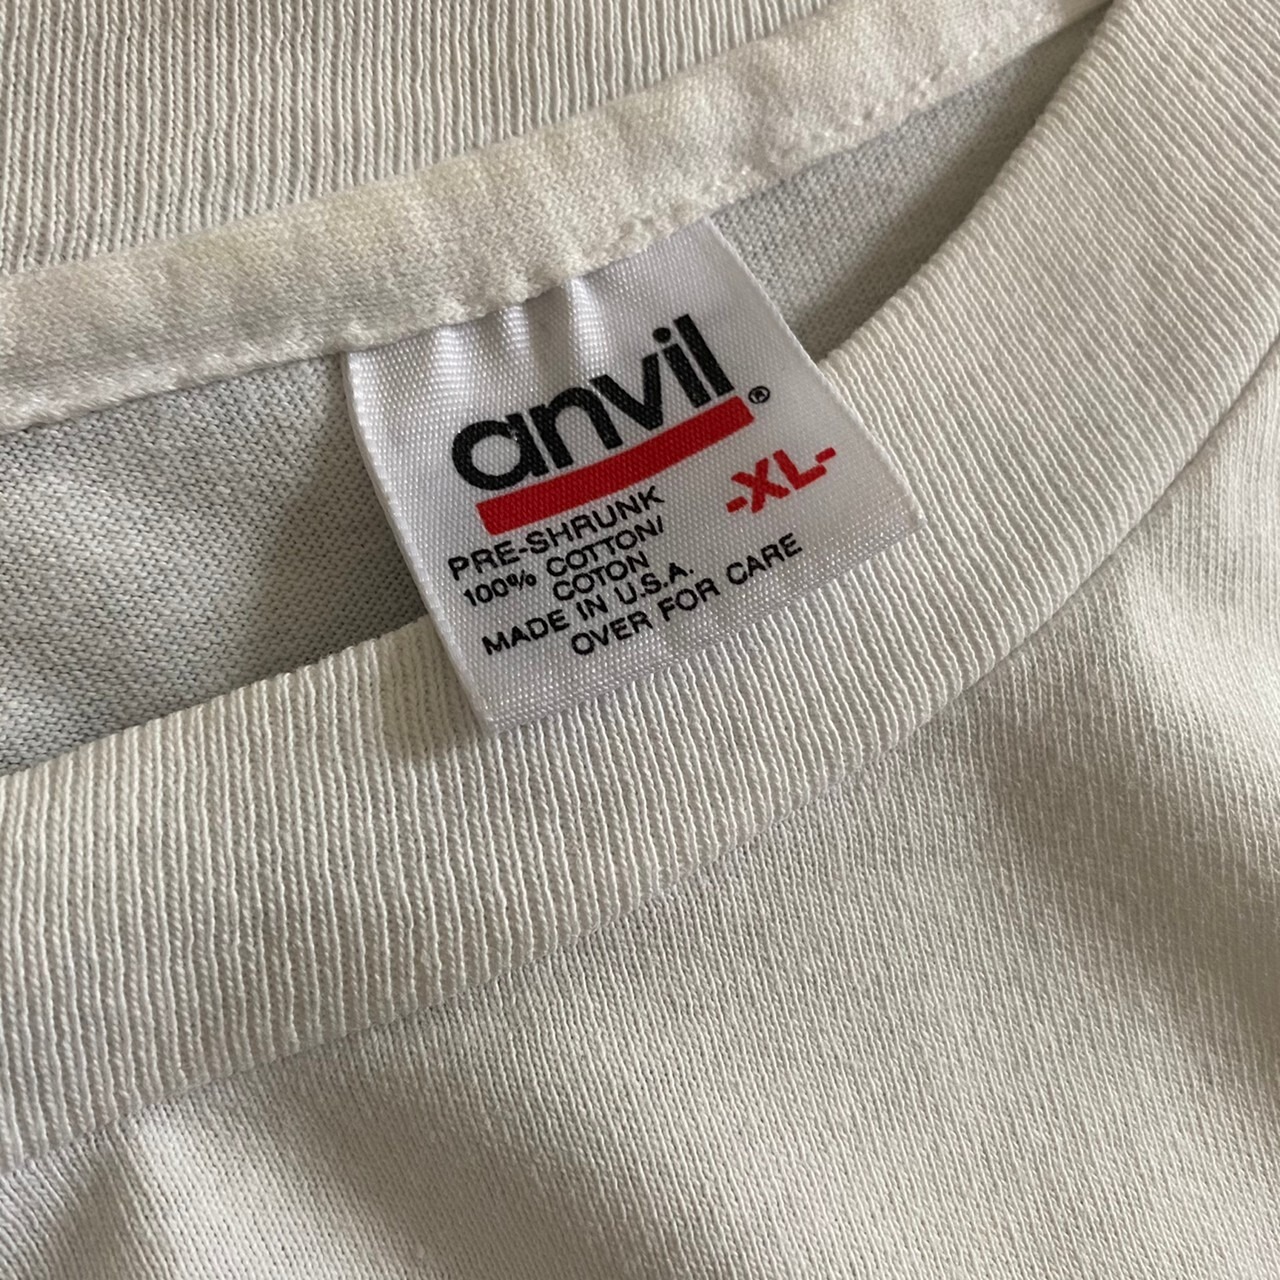 anvil®
-XL-
PRE-SHRUNK
100% COTTON/
COTON
MADE IN U.S.A.
OVER FOR CARE